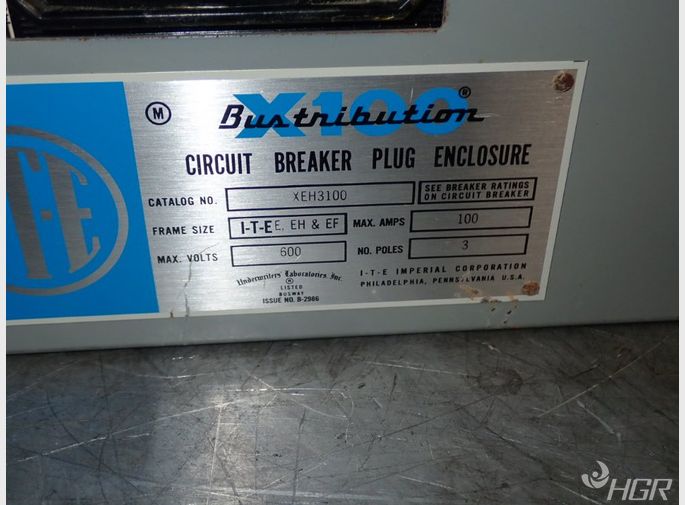 I-T-E
M
X100
Bustribution®
CIRCUIT BREAKER PLUG ENCLOSURE
CATALOG NO. XEH3100 SEE BREAKER RATINGS
ON CIRCUIT BREAKER
FRAME SIZE I-T-E E, EH & EF MAX. AMPS 100
MAX. VOLTS 600 NO. POLES 3
Underwriters Laboratories, Inc.
®
LISTED
BUSWAY
ISSUE NO. B-2986
I-T-E IMPERIAL CORPORATION
PHILADELPHIA, PENNSYLVANIA U.S.A.
HGR